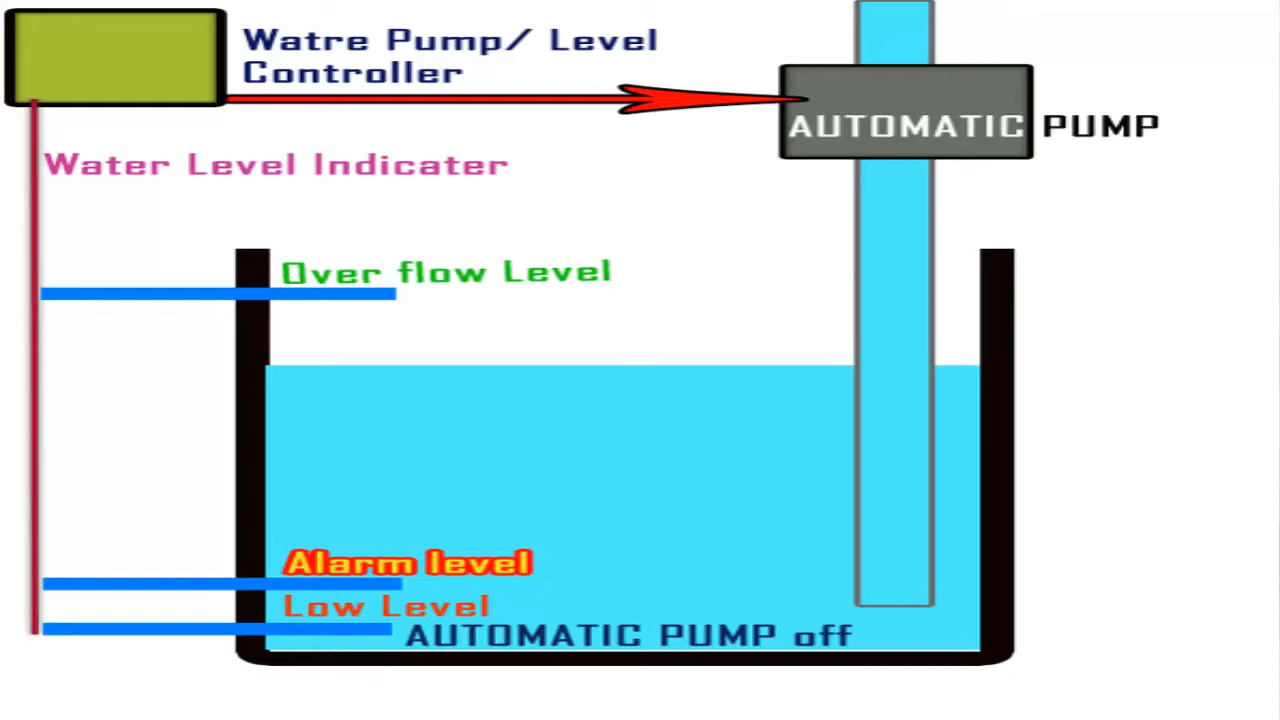 Watre Pump/ Level
Controller
AUTOMATIC PUMP
Water Level Indicater
Over flow Level
Alarm level
Low Level
AUTOMATIC PUMP off